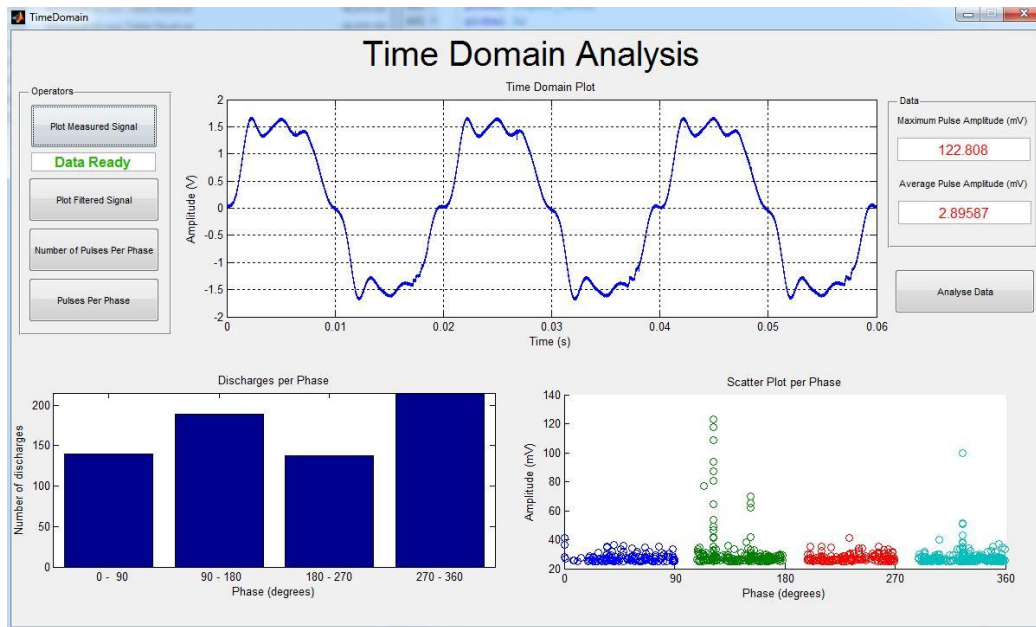 TimeDomain
Time Domain Analysis
Operators
Plot Measured Signal
Data Ready
Plot Filtered Signal
Number of Pulses Per Phase
Pulses Per Phase
Time Domain Plot
Amplitude (V)
2
1.5
1
0.5
0
-0.5
-1
-1.5
-2
0 0.01 0.02 0.03 0.04 0.05 0.06
Time (s)
Data
Maximum Pulse Amplitude (mV)
122.808
Average Pulse Amplitude (mV)
2.89587
Analyse Data
Discharges per Phase
Number of discharges
200
150
100
50
0
0 - 90 90 - 180 180 - 270 270 - 360
Phase (degrees)
Scatter Plot per Phase
Amplitude (mV)
140
120
100
80
60
40
20
0 90 180 270 360
Phase (degrees)